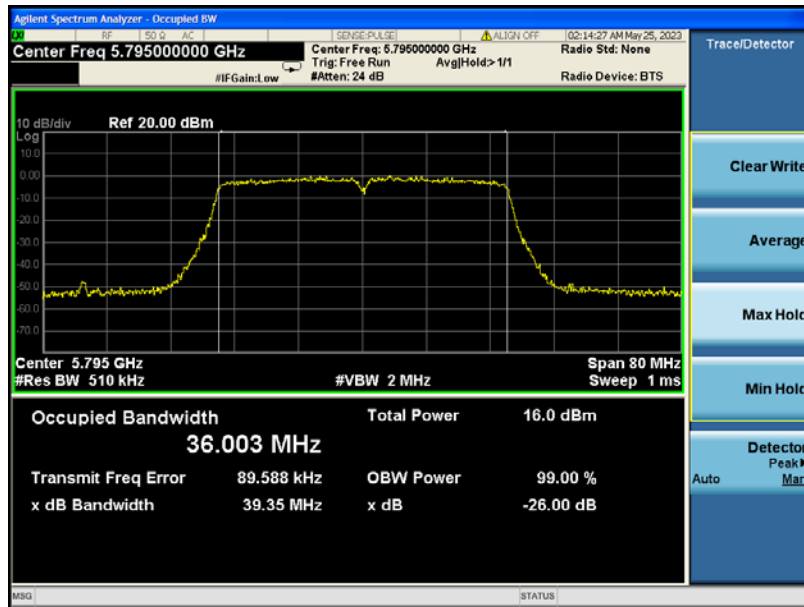 Agilent Spectrum Analyzer - Occupied BW
LXI RF 50 Ω AC SENSE:PULSE ALIGN OFF 02:14:27 AM May 25, 2023
Center Freq 5.795000000 GHz
Center Freq: 5.795000000 GHz
Radio Std: None
Trig: Free Run Avg|Hold:>1/1
#IFGain:Low #Atten: 24 dB Radio Device: BTS
Trace/Detector
10 dB/div Ref 20.00 dBm
Log
10.0
0.00
-10.0
-20.0
-30.0
-40.0
-50.0
-60.0
-70.0
Center 5.795 GHz Span 80 MHz
#Res BW 510 kHz #VBW 2 MHz Sweep 1 ms
Clear Write
Average
Max Hold
Min Hold
Detector
Peak
Auto Man
Occupied Bandwidth Total Power 16.0 dBm
36.003 MHz
Transmit Freq Error 89.588 kHz OBW Power 99.00 %
x dB Bandwidth 39.35 MHz x dB -26.00 dB
MSG STATUS